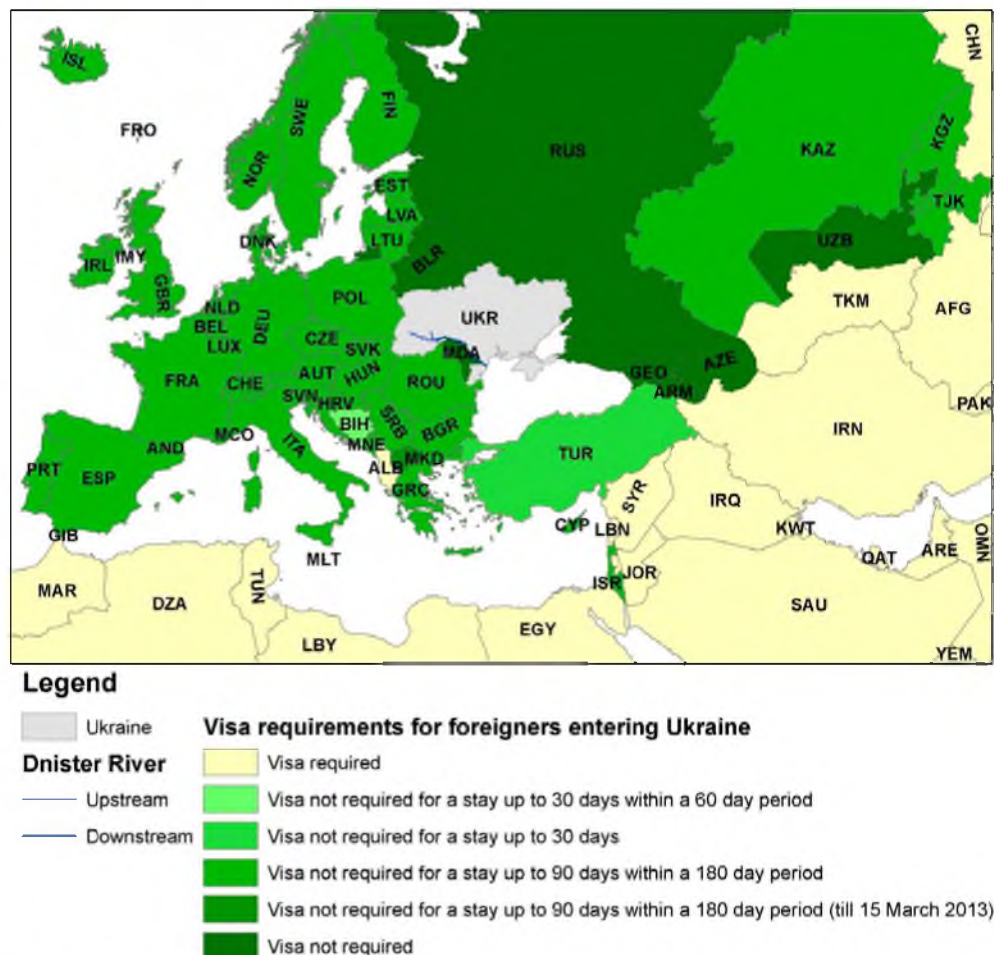 CHN
ISL
FRO
SWE
FIN
NOR
RUS
KAZ
KGZ
EST
LVA
TJK
DNK
LTU
UZB
IRL
IMY
GBR
BLR
NLD
DEU
POL
UKR
TKM
AFG
BEL
LUX
CZE
SVK
MDA
AZE
FRA
CHE
AUT
HUN
ROU
GEO
ARM
PAK
SVN
HRV
SRB
BIH
BGR
IRN
AND
MCO
ITA
MNE
TUR
PRT
ESP
ALB
MKD
GRC
SYR
IRQ
CYP
LBN
KWT
GIB
MLT
OMN
QAT
ARE
MAR
DZA
TUN
ISR
JOR
SAU
LBY
EGY
YEM
Legend
Ukraine
Dnister River
Upstream
Downstream
Visa requirements for foreigners entering Ukraine
Visa required
Visa not required for a stay up to 30 days within a 60 day period
Visa not required for a stay up to 30 days
Visa not required for a stay up to 90 days within a 180 day period
Visa not required for a stay up to 90 days within a 180 day period (till 15 March 2013)
Visa not required